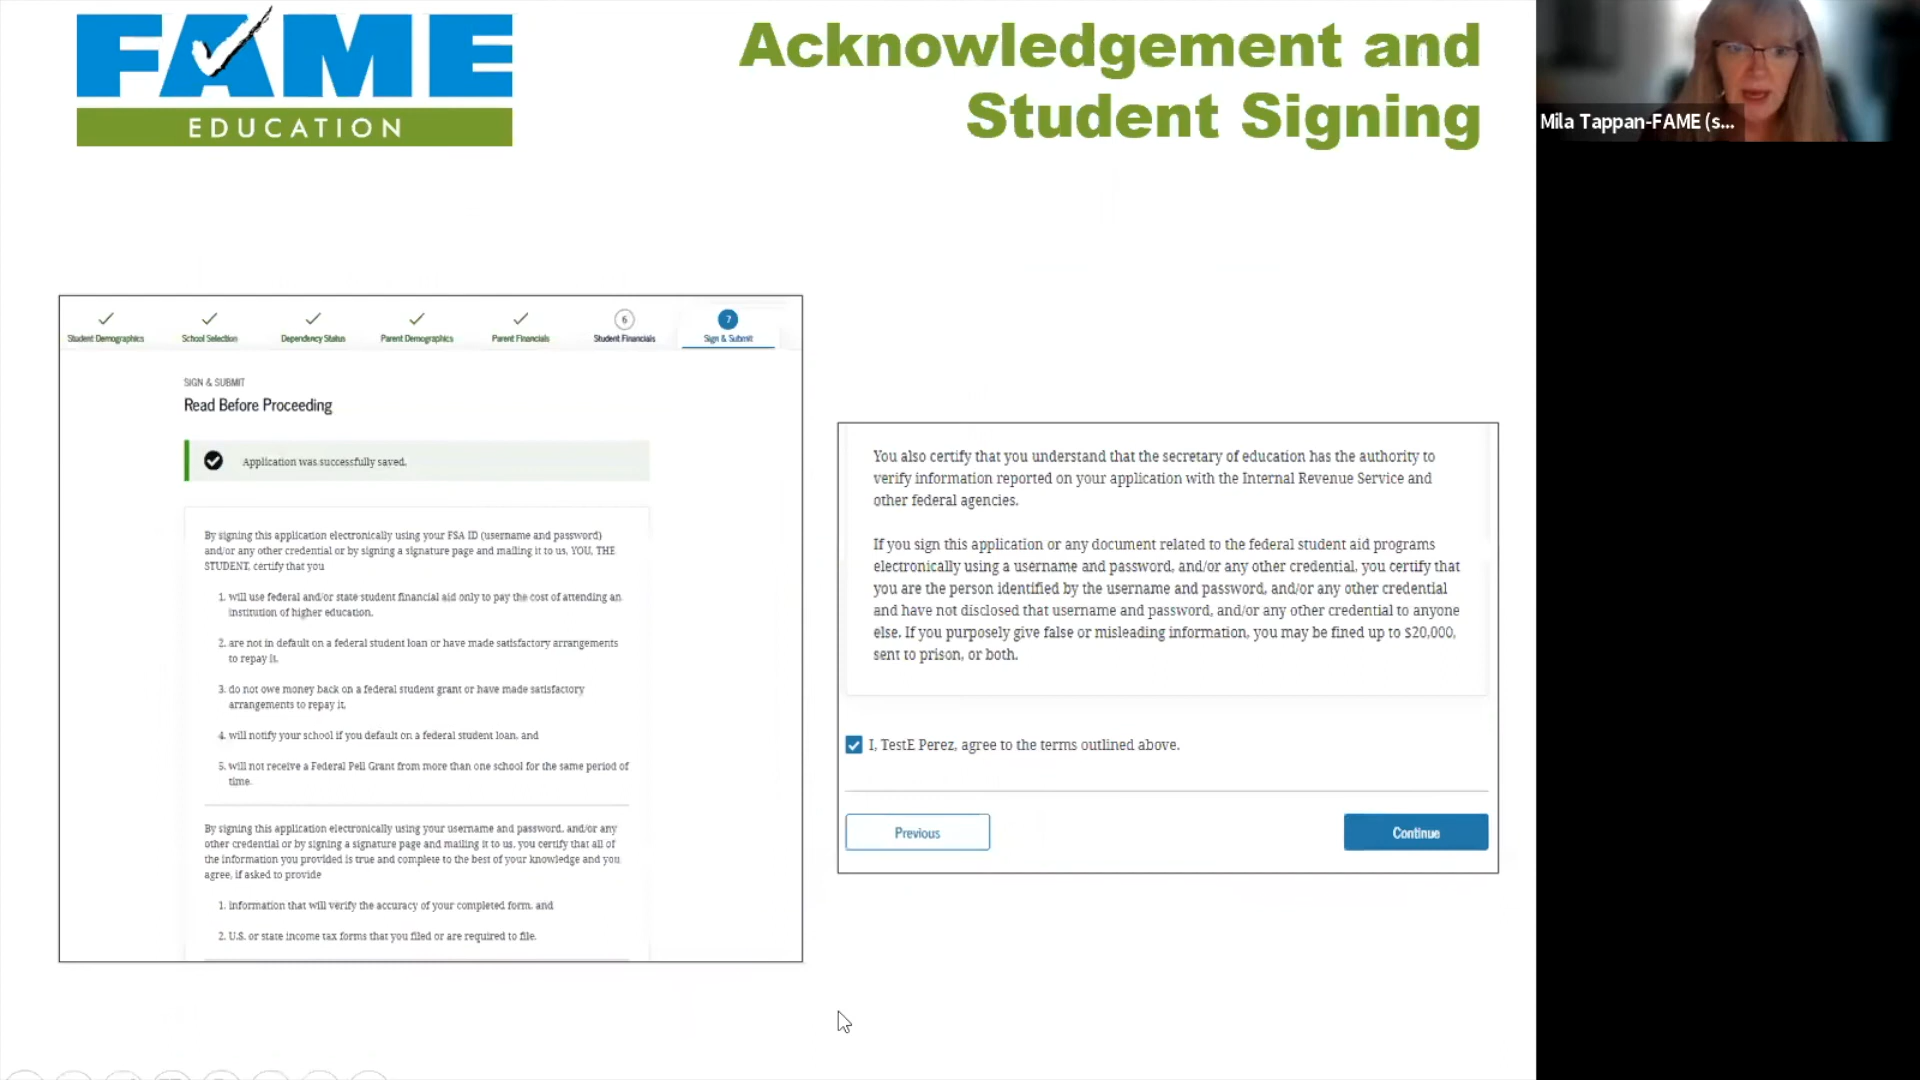 FAME
EDUCATION
Acknowledgement and
Student Signing
Mila Tappan-FAME (s...
6
7
Student Demographics
School Selection
Dependency Status
Parent Demographics
Parent Financials
Student Financials
Sign & Submit
SIGN & SUBMIT
Read Before Proceeding
Application was successfully saved.
By signing this application electronically using your FSA ID (username and password)
and/or any other credential or by signing a signature page and mailing it to us, YOU, THE
STUDENT, certify that you
1. will use federal and/or state student financial aid only to pay the cost of attending an
institution of higher education.
2. are not in default on a federal student loan or have made satisfactory arrangements
to repay it,
3. do not owe money back on a federal student grant or have made satisfactory
arrangements to repay it,
4. will notify your school if you default on a federal student loan, and
5. will not receive a Federal Pell Grant from more than one school for the same period of
time.
By signing this application electronically using your username and password, and/or any
other credential or by signing a signature page and mailing it to us, you certify that all of
the information you provided is true and complete to the best of your knowledge and you
agree, if asked to provide
1. information that will verify the accuracy of your completed form, and
2. U.S. or state income tax forms that you filed or are required to file.
You also certify that you understand that the secretary of education has the authority to
verify information reported on your application with the Internal Revenue Service and
other federal agencies.
If you sign this application or any document related to the federal student aid programs
electronically using a username and password, and/or any other credential, you certify that
you are the person identified by the username and password, and/or any other credential
and have not disclosed that username and password, and/or any other credential to anyone
else. If you purposely give false or misleading information, you may be fined up to $20,000,
sent to prison, or both.
I, TestE Perez, agree to the terms outlined above.
Previous
Continue